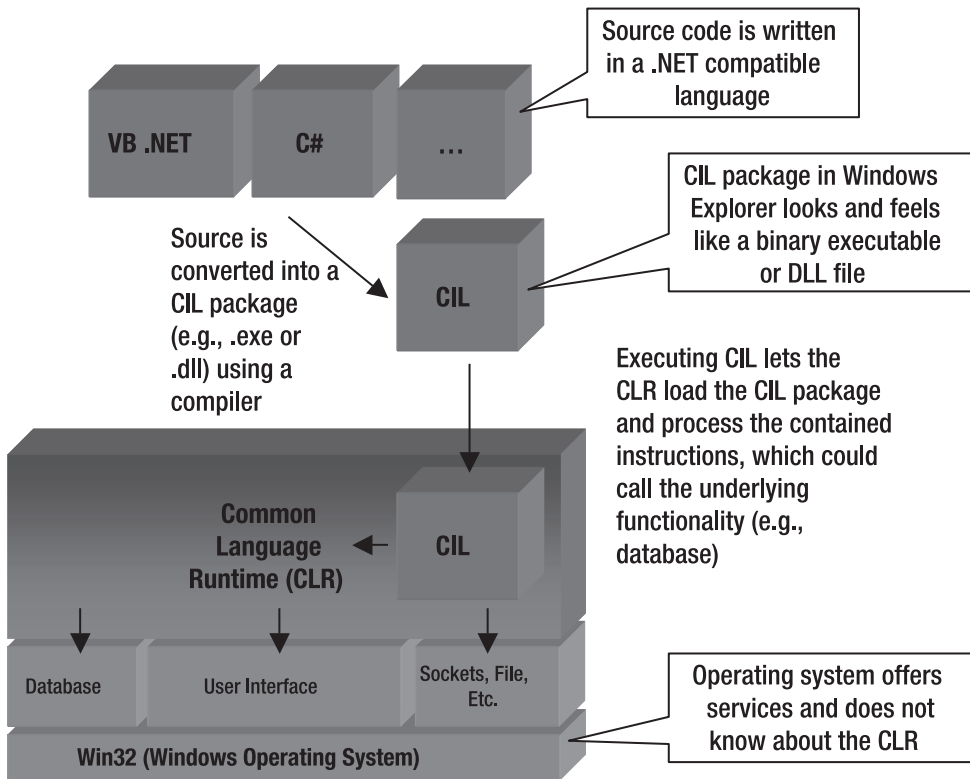 Source code is written
in a .NET compatible
language
VB .NET
C#
...
CIL package in Windows
Explorer looks and feels
like a binary executable
or DLL file
Source is
converted into a
CIL package
(e.g., .exe or
.dll) using a
compiler
CIL
Executing CIL lets the
CLR load the CIL package
and process the contained
instructions, which could
call the underlying
functionality (e.g.,
database)
Common
Language
Runtime (CLR)
CIL
Database
User Interface
Sockets, File,
Etc.
Operating system offers
services and does not
know about the CLR
Win32 (Windows Operating System)